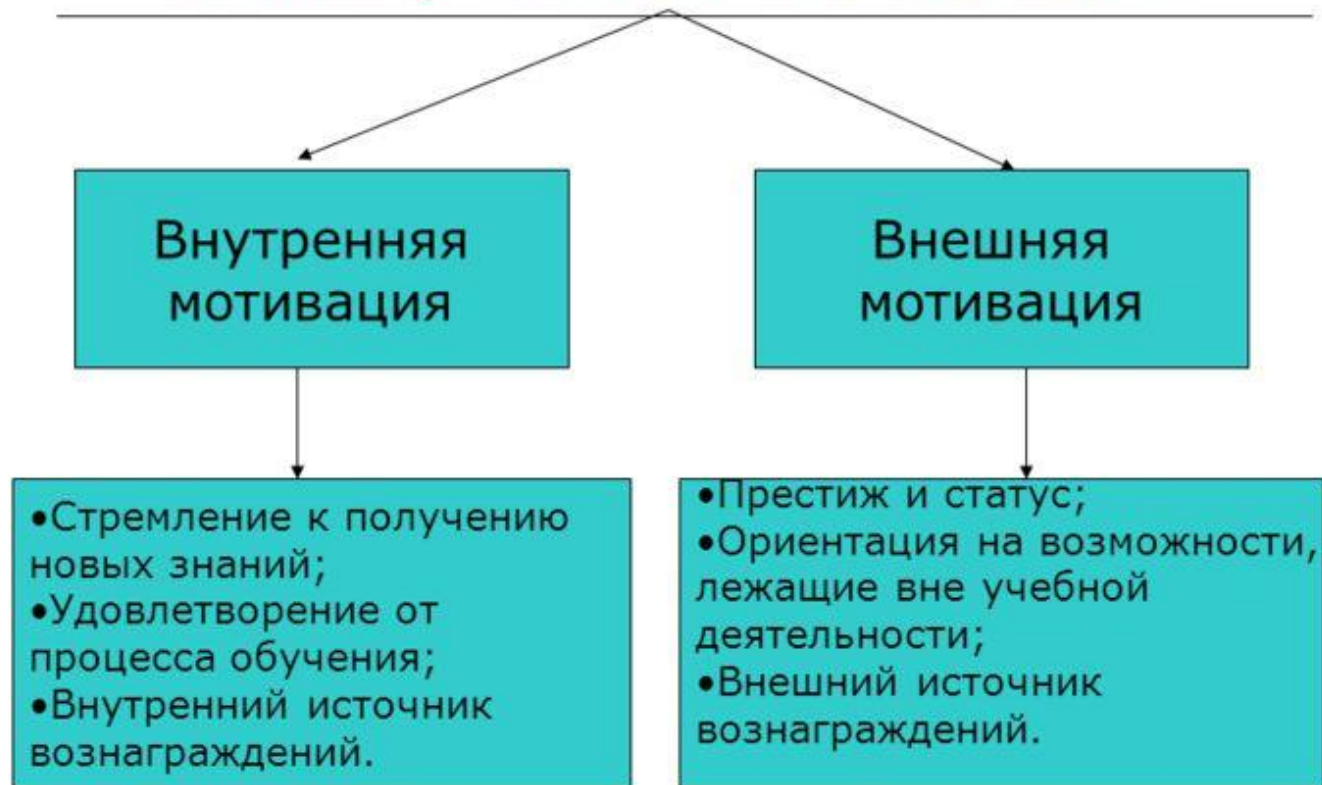 Внутренняя
мотивация
Внешняя
мотивация
•Стремление к получению
новых знаний;
•Удовлетворение от
процесса обучения;
•Внутренний источник
вознаграждений.
•Престиж и статус;
•Ориентация на возможности,
лежащие вне учебной
деятельности;
•Внешний источник
вознаграждений.